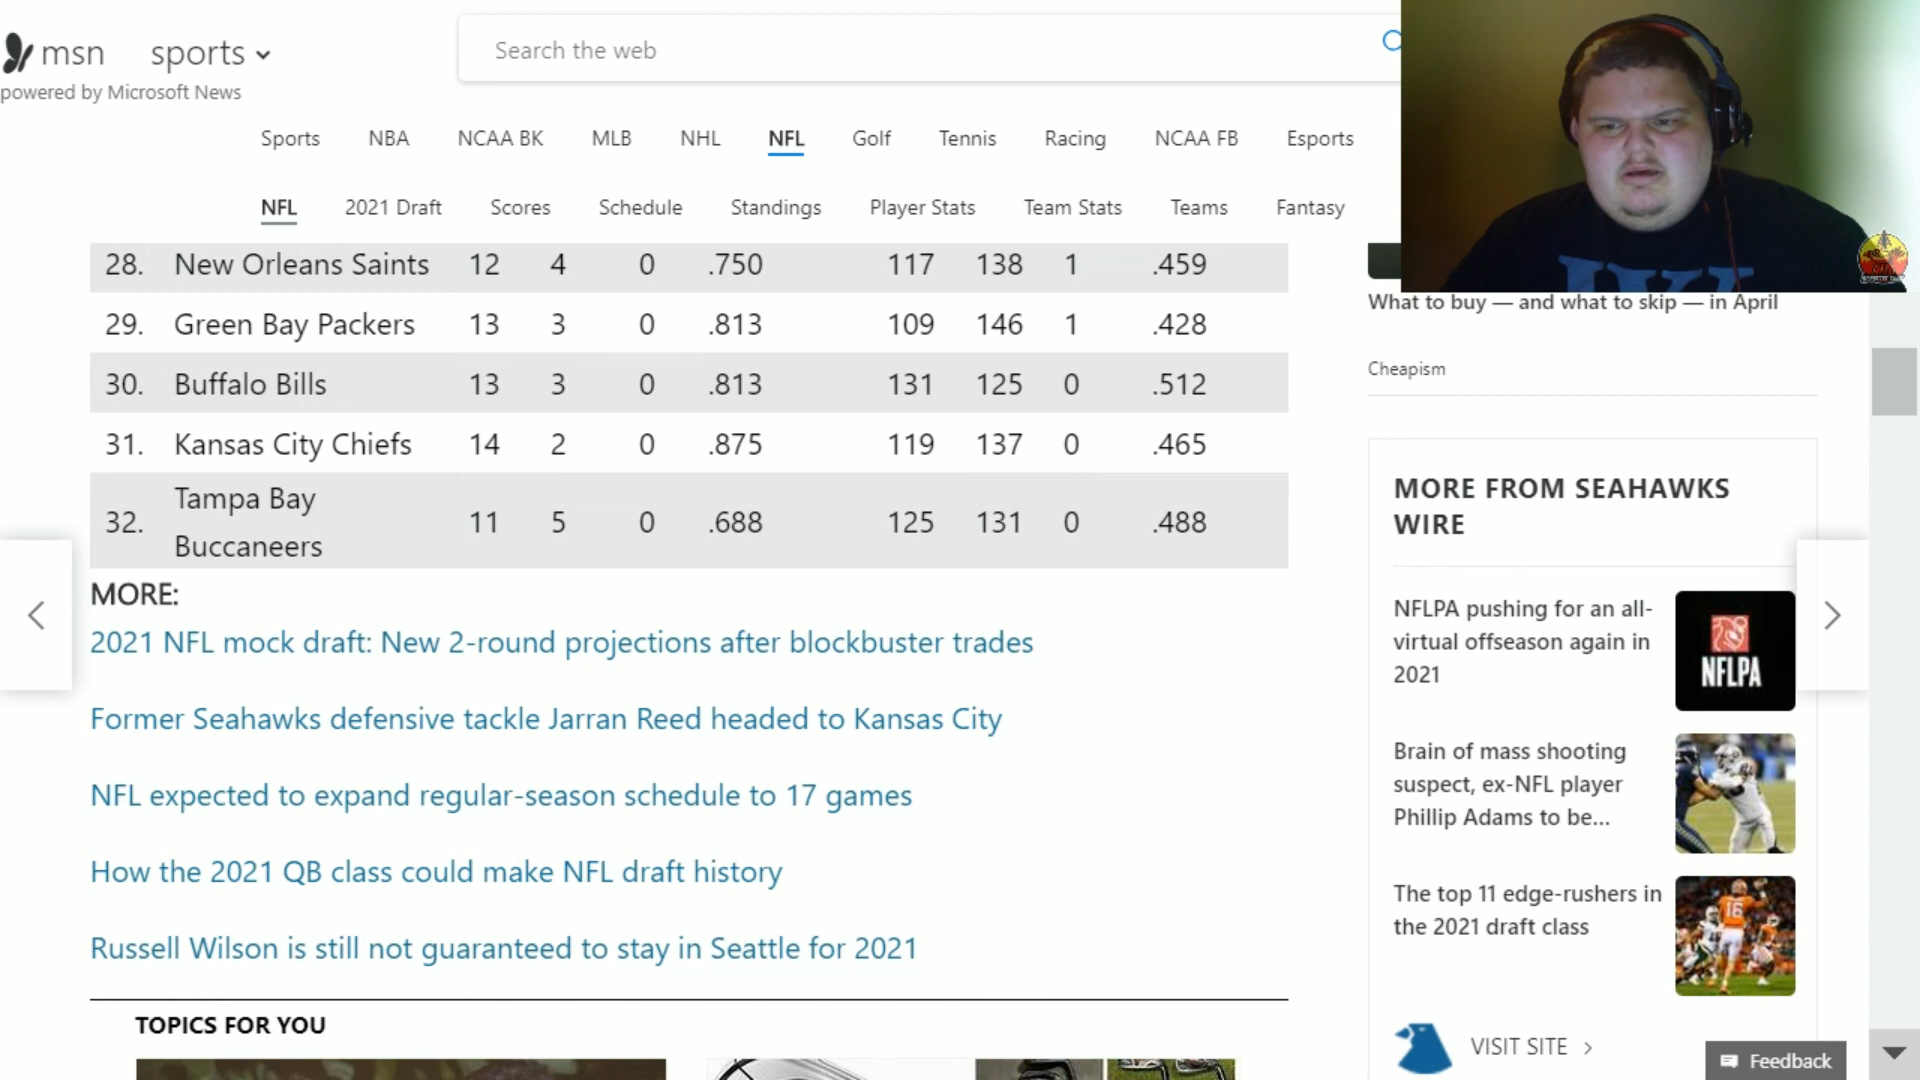 msn sports
Search the web
powered by Microsoft News
Sports NBA NCAA BK MLB NHL NFL Golf Tennis Racing NCAA FB Esports
NFL 2021 Draft Scores Schedule Standings Player Stats Team Stats Teams Fantasy
28. New Orleans Saints 12 4 0 .750 117 138 1 .459
29. Green Bay Packers 13 3 0 .813 109 146 1 .428
30. Buffalo Bills 13 3 0 .813 131 125 0 .512
31. Kansas City Chiefs 14 2 0 .875 119 137 0 .465
32. Tampa Bay Buccaneers 11 5 0 .688 125 131 0 .488
MORE:
2021 NFL mock draft: New 2-round projections after blockbuster trades
Former Seahawks defensive tackle Jarran Reed headed to Kansas City
NFL expected to expand regular-season schedule to 17 games
How the 2021 QB class could make NFL draft history
Russell Wilson is still not guaranteed to stay in Seattle for 2021
TOPICS FOR YOU
What to buy — and what to skip — in April
Cheapism
MORE FROM SEAHAWKS
WIRE
NFLPA pushing for an all-
virtual offseason again in
2021
NFLPA
Brain of mass shooting
suspect, ex-NFL player
Phillip Adams to be...
The top 11 edge-rushers in
the 2021 draft class
16
VISIT SITE
Feedback